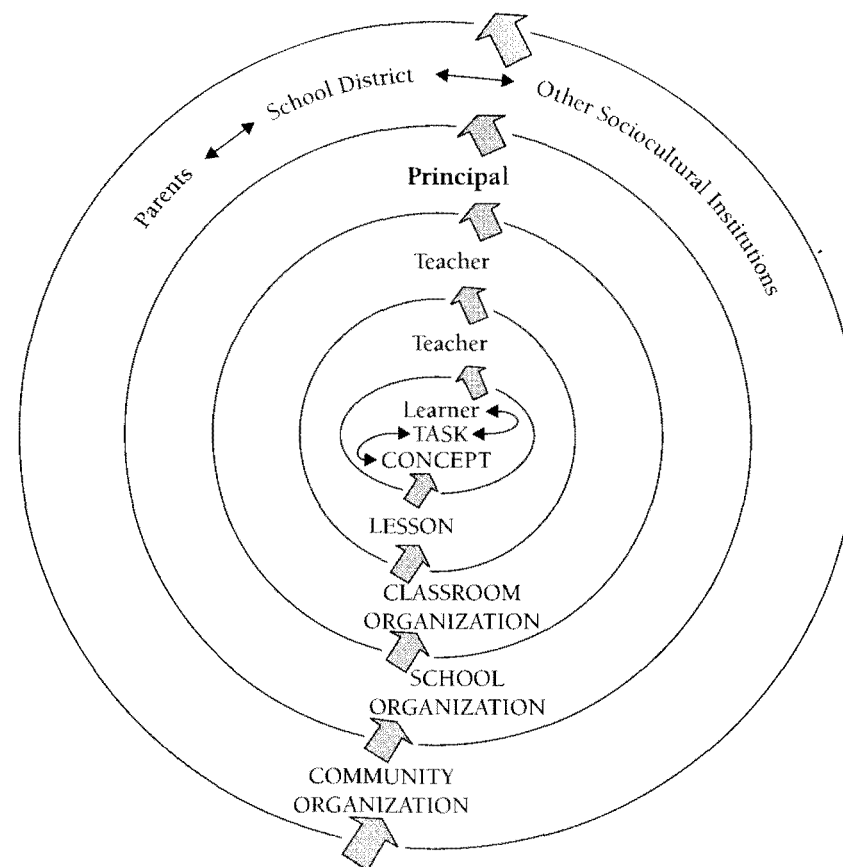 School District
Other Sociocultural Institutions
Parents
Principal
Teacher
Teacher
Learner
TASK
CONCEPT
LESSON
CLASSROOM
ORGANIZATION
SCHOOL
ORGANIZATION
COMMUNITY
ORGANIZATION